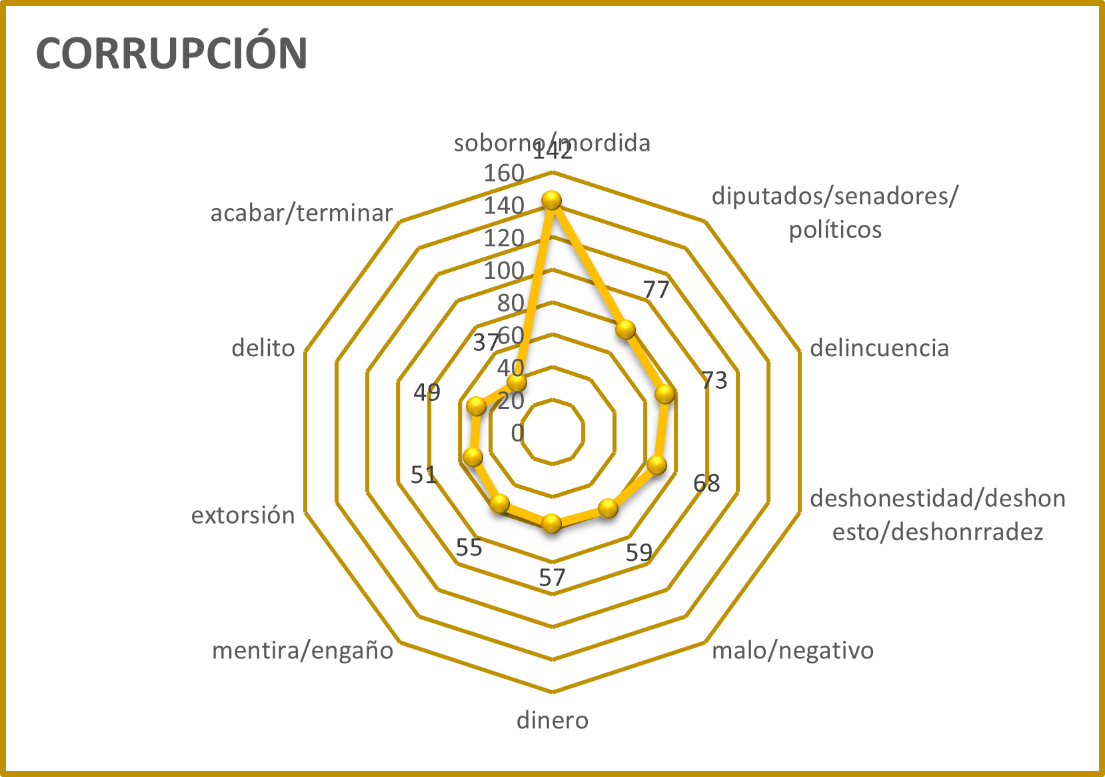 CORRUPCIÓN
soborno/mordida
142
160
140
120
100
80
60
40
20
0
diputados/senadores/
políticos
77
delincuencia
73
deshonestidad/deshon
esto/deshonrradez
68
malo/negativo
59
dinero
57
mentira/engaño
55
extorsión
51
delito
49
acabar/terminar
37